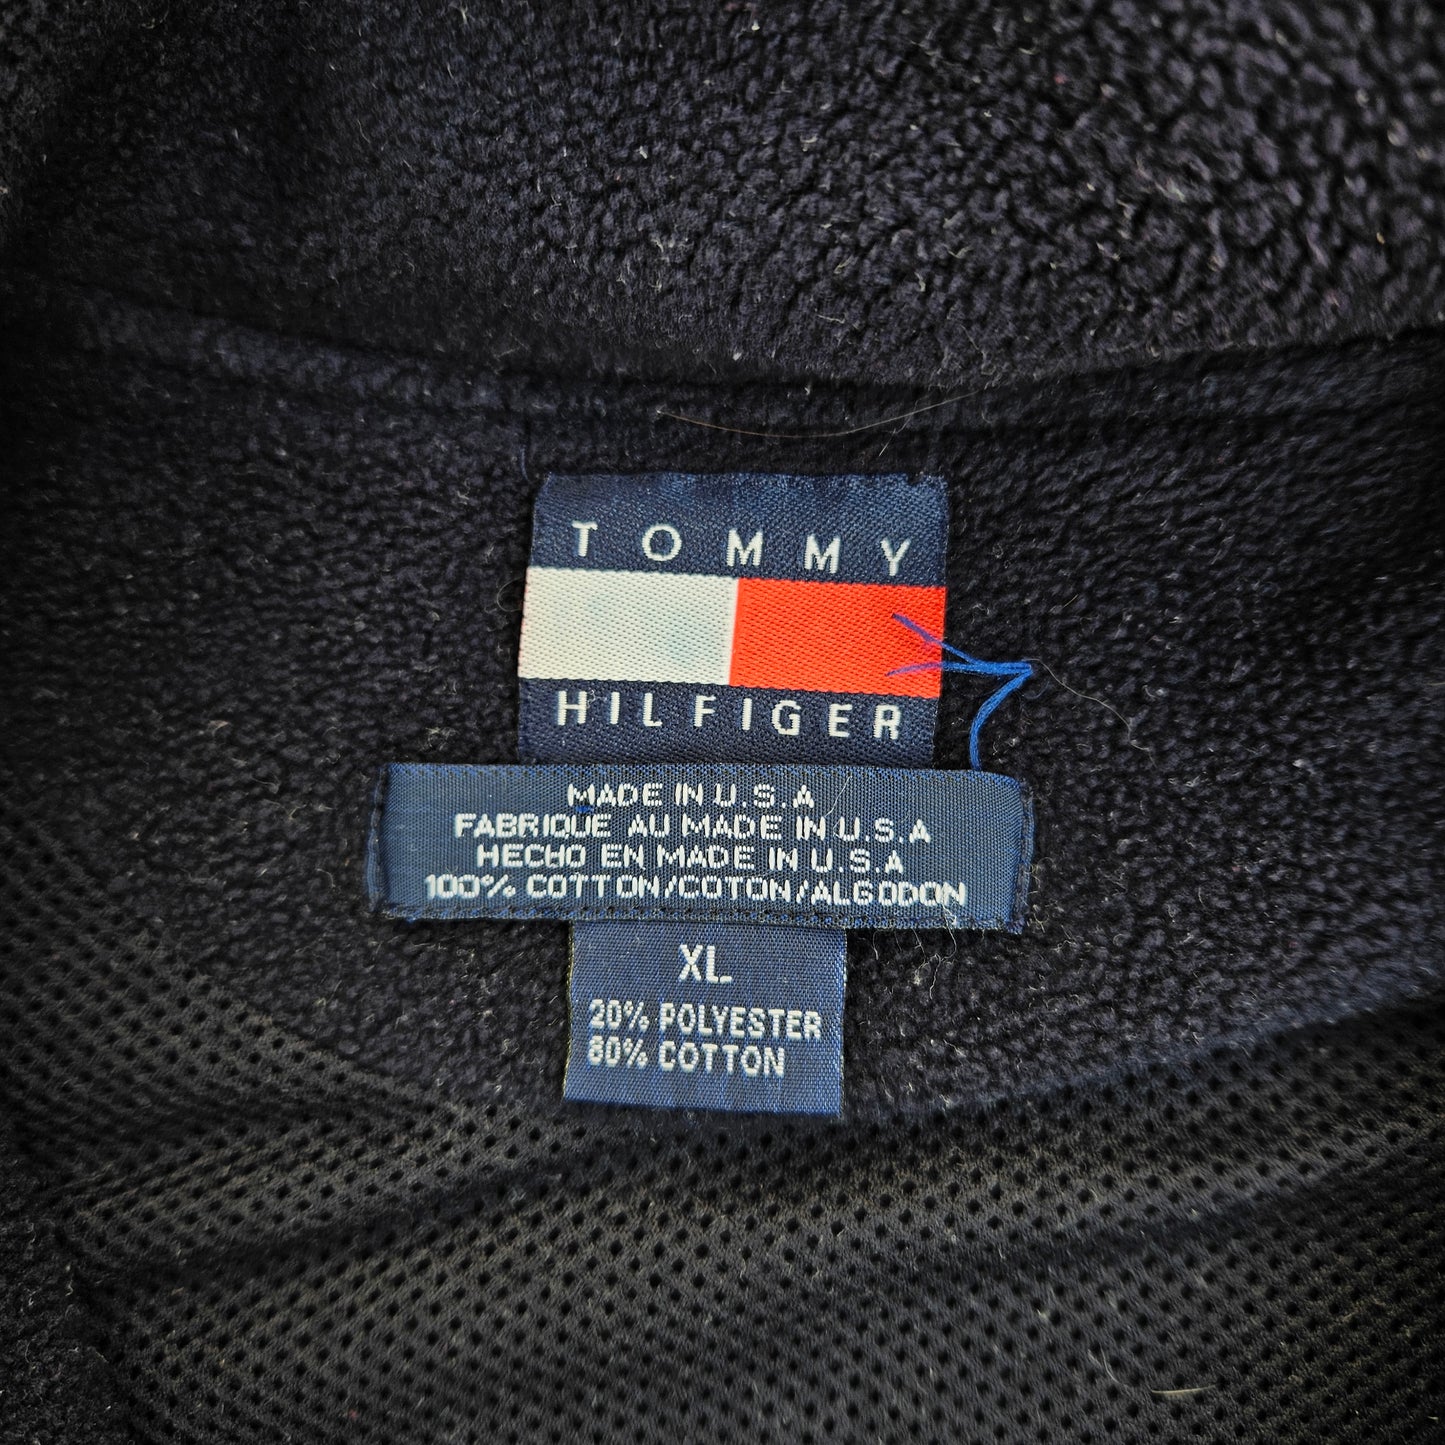 TOMMY
HILFIGER
MADE IN U.S.A
FABRIQUE AU MADE IN U.S.A
HECHO EN MADE IN U.S.A
100% COTTON/COTON/ALGODON
XL
20% POLYESTER
80% COTTON